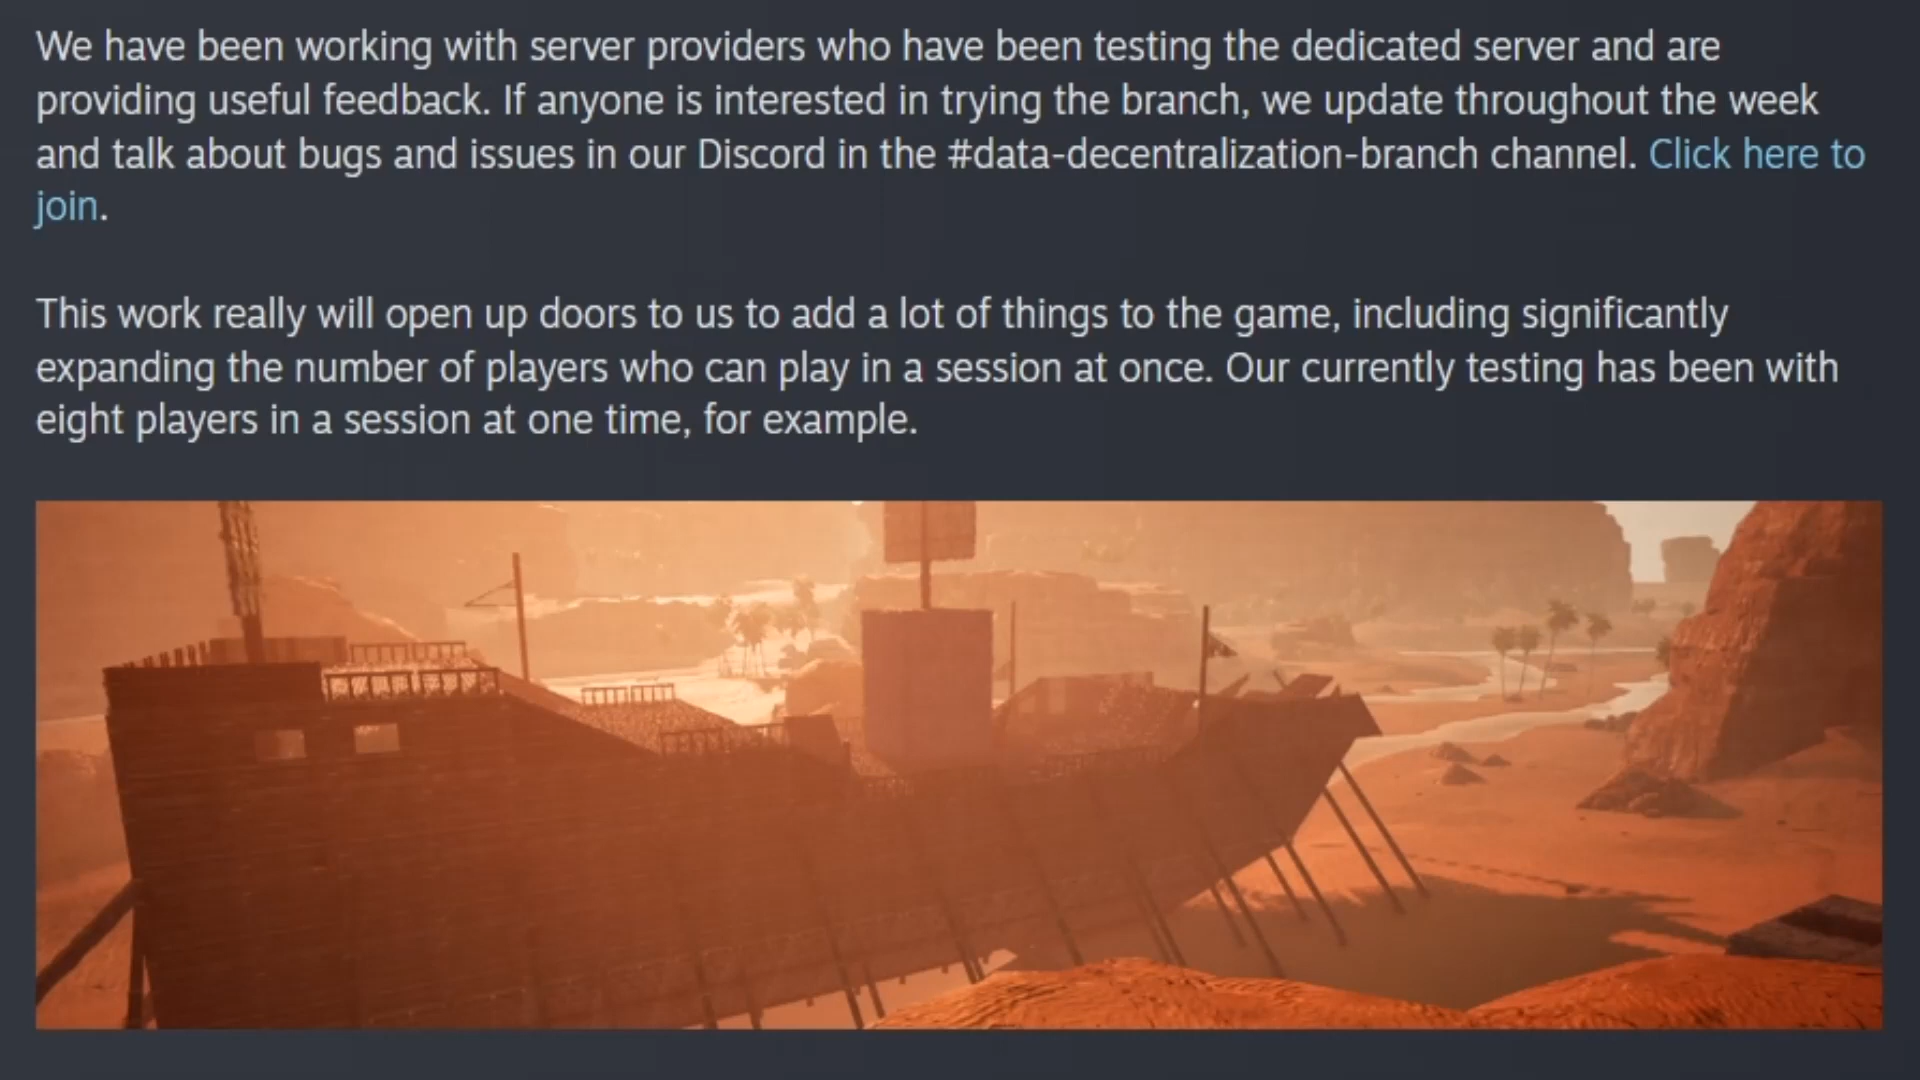 We have been working with server providers who have been testing the dedicated server and are
providing useful feedback. If anyone is interested in trying the branch, we update throughout the week
and talk about bugs and issues in our Discord in the #data-decentralization-branch channel. Click here to
join.
This work really will open up doors to us to add a lot of things to the game, including significantly
expanding the number of players who can play in a session at once. Our currently testing has been with
eight players in a session at one time, for example.